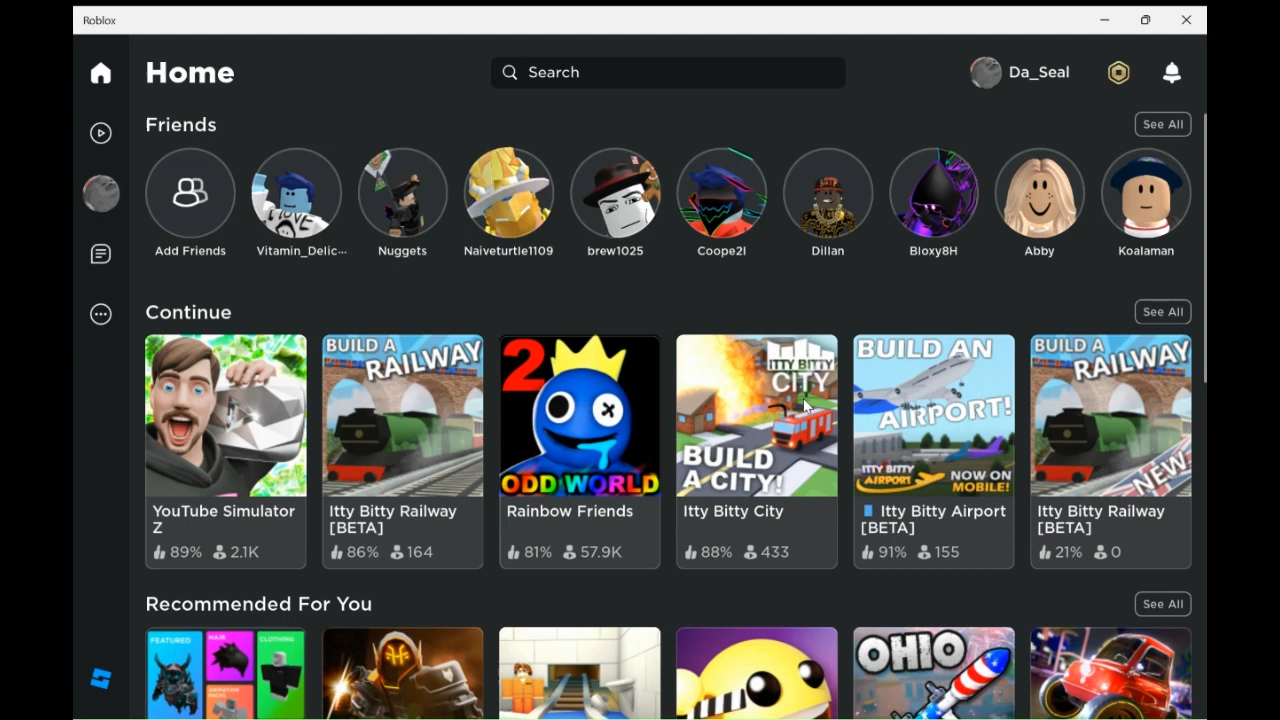 Roblox
Home
Search
Da_Seal
Friends
See All
Add Friends
Vitamin_Delic...
Nuggets
Naiveturtle1109
brew1025
Coope2l
Dillan
Bloxy8H
Abby
Koalaman
Continue
See All
BUILD A
RAILWAY
2
ODD WORLD
ITTY BITTY
CITY
BUILD
A CITY!
BUILD AN
AIRPORT!
ITTY BITTY
AIRPORT
NOW ON
MOBILE!
BUILD A
RAILWAY
NEW
YouTube Simulator
Z
89% 2.1K
Itty Bitty Railway
[BETA]
86% 164
Rainbow Friends
81% 57.9K
Itty Bitty City
88% 433
Itty Bitty Airport
[BETA]
91% 155
Itty Bitty Railway
[BETA]
21% 0
Recommended For You
See All
FEATURED
HAIR
CLOTHING
ANIMATION
PACKS
OHIO